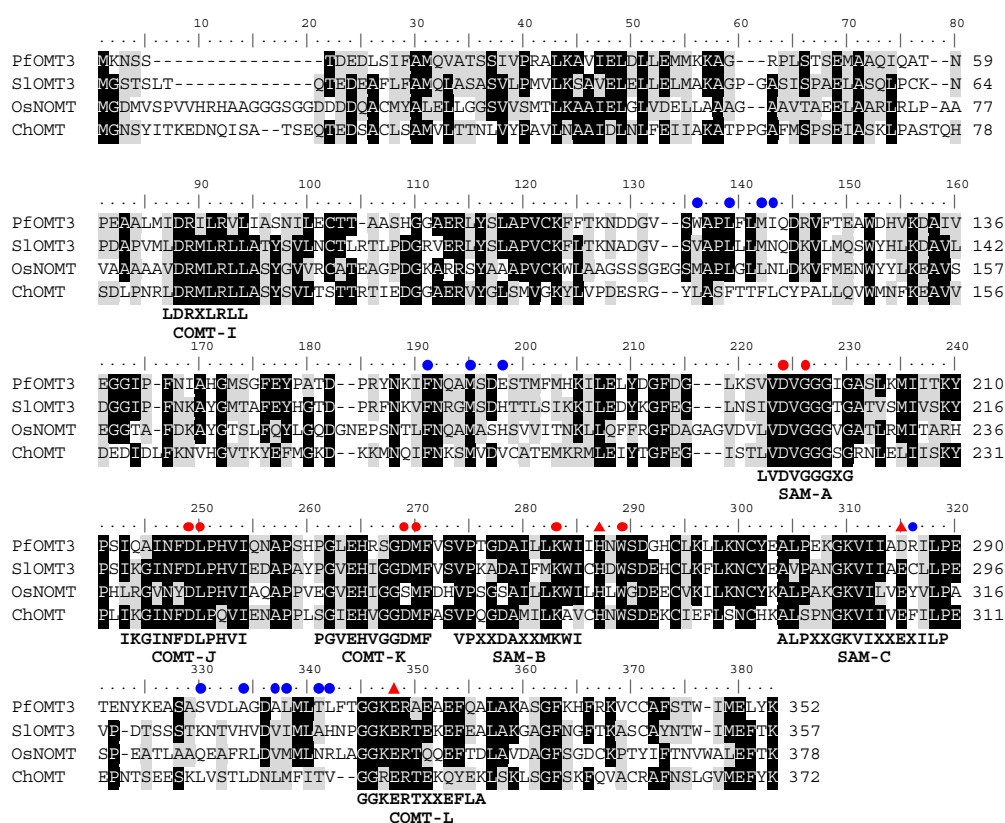 10 20 30 40 50 60 70 80
PfOMT3 MKNSS----------------TDEDLSIFAMQVATSSIVPRALKAVIELDLLEMMKKAG---RPLSTSEMAAQIQAT--N 59
SlOMT3 MGSTSLT-------------QTEDEAFLFAMQLASASVLPMVLKSAVELELLELMAKAGP-GASISPAELASQLPCK--N 64
OsNOMT MGDMVSPVVHRHAAGGGSGGDDDDQACMYALELLGGSVVSMTLKAAIELGLVDELLAAAG--AAVTAEELAARLRLP-AA 77
ChOMT MGNSYITKEDNQISA--TSEQTEDSACLSAMVLTTNLVYPAVLNAAIDLNLFEIIAKATPPGAFMSPSEIASKLPASTQH 78
90 100 110 120 130 140 150 160
PfOMT3 PEAALMIDRILRVLIASNILECTT-AASHGGAERLYSLAPVCKFFTKNDDGV--SWAPLFLMIQDRVFTEAWDHVKDAIV 136
SlOMT3 PDAPVMLDRMLRLLATYSVLNCTLRTLPDGRVERLYSLAPVCKFLTKNADGV--SVAPLLLMNQDKVLMQSWYHLKDAVL 142
OsNOMT VAAAAAVDRMLRLLASYGVVRCATEAGPDGKARRSYAAAPVCKWLAAGSSSGEGSMAPLGLLNLDKVFMENWYYLKEAVS 157
ChOMT SDLPNRLDRMLRLLASYSVLTSTTRTIEDGGAERVYGLSMVGKYLVPDESRG--YLASFTTFLCYPALLQVWMNFKEAVV 156
LDRXLRLL
COMT-I
170 180 190 200 210 220 230 240
PfOMT3 EGGIP-FNIAHGMSGFEYPATD--PRYNKIFNQAMSDESTMFMHKILELYDGFDG---LKSVVDVGGGIGASLKMIITKY 210
SlOMT3 DGGIP-FNKAYGMTAFEYHGTD--PRFNKVFNRGMSDHTTLSIKKILEDYKGFEG---LNSIVDVGGGTGATVSMIVSKY 216
OsNOMT EGGTA-FDKAYGTSLFQYLGQDGNEPSNTLFNQAMASHSVVITNKLLQFFRGFDAGAGVDVLVDVGGGVGATLRMITARH 236
ChOMT DEDIDLFKNVHGVTKYEFMGKD--KKMNQIFNKSMVDVCATEMKRMLEIYTGFEG---ISTLVDVGGGSGRNLELIISKY 231
LVDVGGGXG
SAM-A
250 260 270 280 290 300 310 320
PfOMT3 PSIQAINFDLPHVIQNAPSHPGLEHRSGDMFVSVPTGDAILLKWIIHNWSDGHCLKLLKNCYEALPEKGKVIIADRILPE 290
SlOMT3 PSIKGINFDLPHVIEDAPAYPGVEHIGGDMFVSVPKADAIFMKWICHDWSDEHCLKFLKNCYEAVPANGKVIIAECLLPE 296
OsNOMT PHLRGVNYDLPHVIAQAPPVEGVEHIGGSMFDHVPSGSAILLKWILHLWGDEECVKILKNCYKALPAKGKVILVEYVLPA 316
ChOMT PLIKGINFDLPQVIENAPPLSGIEHVGGDMFASVPQGDAMILKAVCHNWSDEKCIEFLSNCHKALSPNGKVIIVEFILPE 311
IKGINFDLPHVI PGVEHVGGDMF VPXXDAXXMKWI ALPXXGKVIXXEXILP
COMT-J COMT-K SAM-B SAM-C
330 340 350 360 370 380
PfOMT3 TENYKEASASVDLAGDALMLTLFTGGKERAEAEFQALAKASGFKHFRKVCCAFSTW-IMELYK 352
SlOMT3 VP-DTSSSTKNTVHVDVIMLAHNPGGKERTEKEFEALAKGAGFNGFTKASCAYNTW-IMEFTK 357
OsNOMT SP-EATLAAQEAFRLDVMMLNRLAGGKERTQQEFTDLAVDAGFSGDCKPTYIFTNVWALEFTK 378
ChOMT EPNTSEESKLVSTLDNLMFITV--GGRERTEKQYEKLSKLSGFSKFQVACRAFNSLGVMEFYK 372
GGKERTXXEFLA
COMT-L